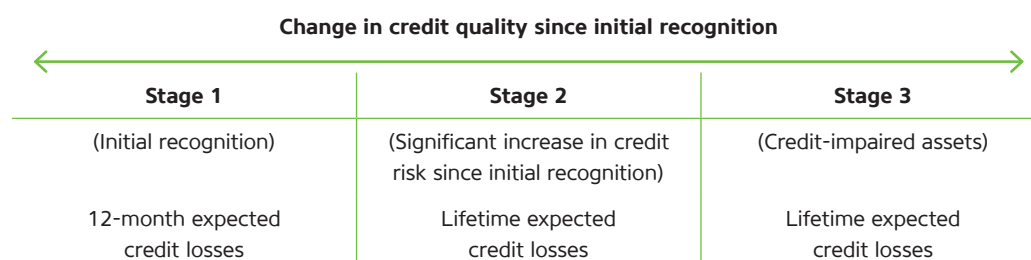 Change in credit quality since initial recognition
Stage 1
Stage 2
Stage 3
(Initial recognition)
(Significant increase in credit
risk since initial recognition)
(Credit-impaired assets)
12-month expected
credit losses
Lifetime expected
credit losses
Lifetime expected
credit losses